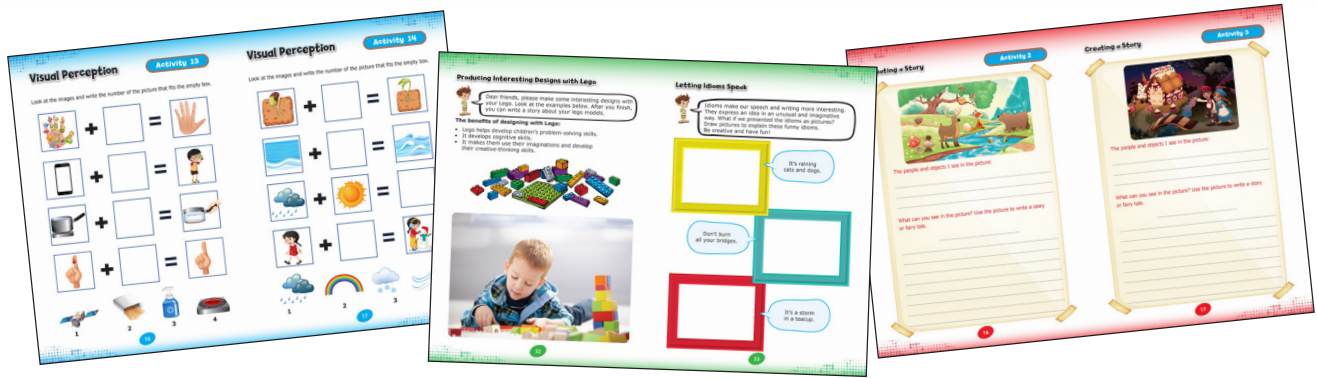 Visual Perception
Activity 13
Look at the images and write the number of the picture that fits the empty box.
+ =
+ =
+ =
+ =
1
2
3
4
16
Visual Perception
Activity 14
Look at the images and write the number of the picture that fits the empty box.
+ =
+ =
+ =
+ =
1
2
3
17
Producing Interesting Designs with Lego
Dear friends, please make some interesting designs with
your Lego. Look at the examples below. After you finish,
you can write a story about your lego models.
The benefits of designing with Lego:
• Lego helps develop children's problem-solving skills.
• It develops cognitive skills.
• It makes them use their imaginations and develop
their creative-thinking skills.
32
Letting Idioms Speak
Idioms make our speech and writing more interesting.
They express an idea in an unusual and imaginative
way. What if we presented the idioms as pictures?
Draw pictures to explain these funny idioms.
Be creative and have fun!
It's raining
cats and dogs.
Don't burn
all your bridges.
It's a storm
in a teacup.
33
ating a Story
Activity 2
The people and objects I see in the picture:
What can you see in the picture? Use the picture to write a story
or fairy tale.
16
Creating a Story
Activity 3
The people and objects I see in the picture:
What can you see in the picture? Use the picture to write a story
or fairy tale.
17